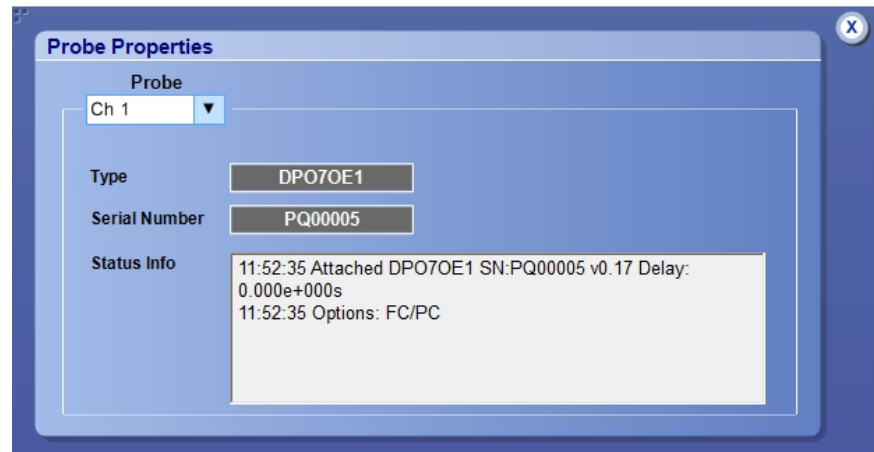 X
Probe Properties
Probe
Ch 1
Type
DPO7OE1
Serial Number
PQ00005
Status Info
11:52:35 Attached DPO7OE1 SN:PQ00005 v0.17 Delay:
0.000e+000s
11:52:35 Options: FC/PC